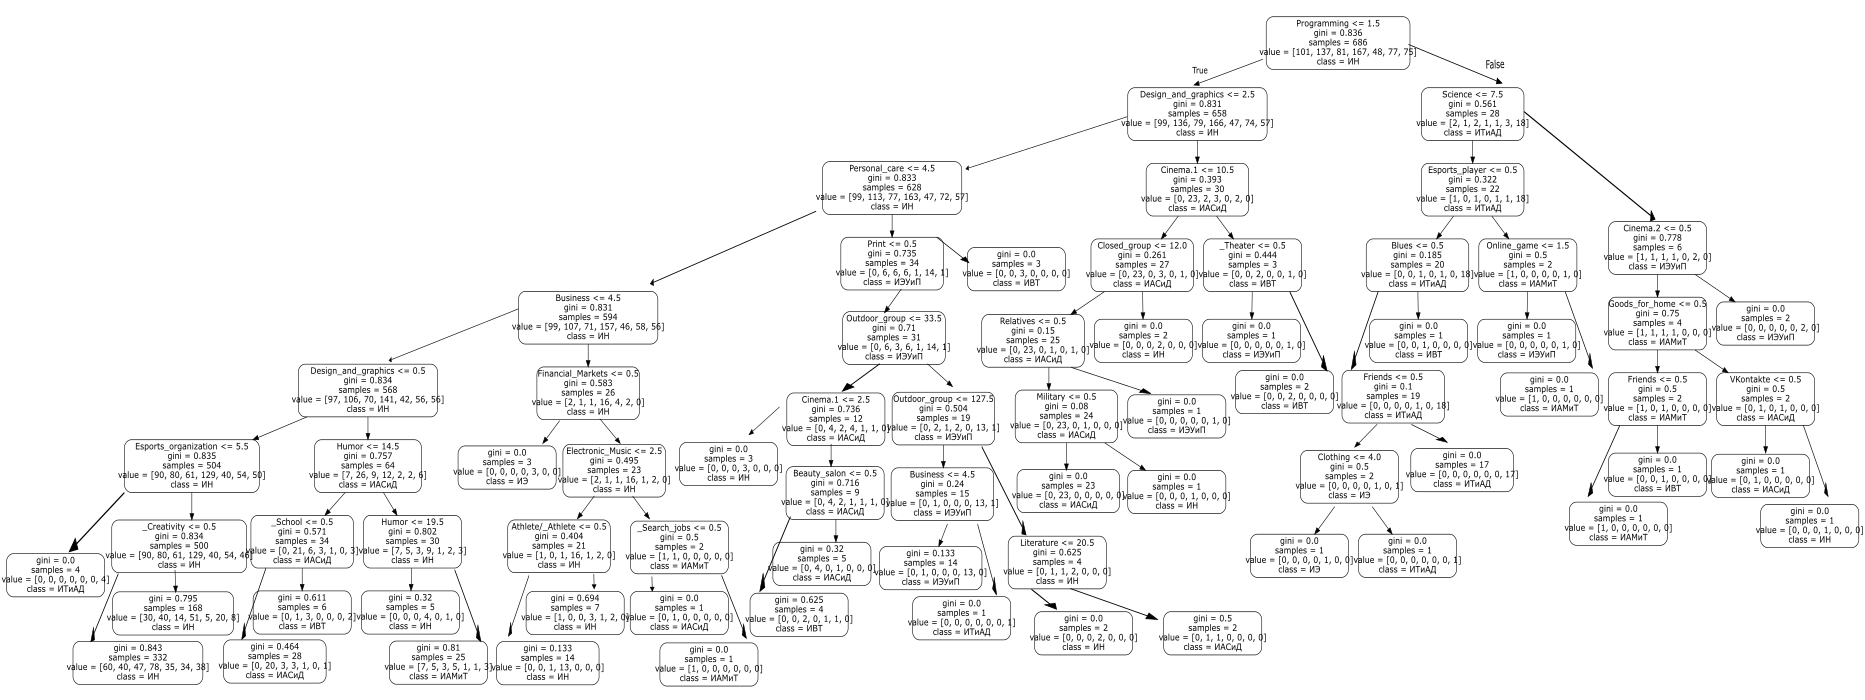 Programming <= 1.5
gini = 0.836
samples = 686
value = [101, 137, 81, 167, 48, 77, 75]
class = ИН
True
False
Design_and_graphics <= 2.5
gini = 0.831
samples = 658
value = [99, 136, 79, 166, 47, 74, 57]
class = ИН
Science <= 7.5
gini = 0.561
samples = 28
value = [2, 1, 2, 1, 1, 3, 18]
class = ИТиАД
Personal_care <= 4.5
gini = 0.833
samples = 628
value = [99, 113, 77, 163, 47, 72, 57]
class = ИН
Cinema.1 <= 10.5
gini = 0.393
samples = 30
value = [0, 23, 2, 3, 0, 2, 0]
class = ИАСиД
Esports_player <= 0.5
gini = 0.322
samples = 22
value = [1, 0, 1, 0, 1, 1, 18]
class = ИТиАД
Cinema.2 <= 0.5
gini = 0.778
samples = 6
value = [1, 1, 1, 1, 0, 2, 0]
class = ИЭУиП
Print <= 0.5
gini = 0.735
samples = 34
value = [0, 6, 6, 6, 1, 14, 1]
class = ИЭУиП
gini = 0.0
samples = 3
value = [0, 0, 3, 0, 0, 0, 0]
class = ИВТ
Closed_group <= 12.0
gini = 0.261
samples = 27
value = [0, 23, 0, 3, 0, 1, 0]
class = ИАСиД
_Theater <= 0.5
gini = 0.444
samples = 3
value = [0, 0, 2, 0, 0, 1, 0]
class = ИВТ
Blues <= 0.5
gini = 0.185
samples = 20
value = [0, 0, 1, 0, 1, 0, 18]
class = ИТиАД
Online_game <= 1.5
gini = 0.5
samples = 2
value = [1, 0, 0, 0, 0, 1, 0]
class = ИАМиТ
Business <= 4.5
gini = 0.831
samples = 594
value = [99, 107, 71, 157, 46, 58, 56]
class = ИН
Outdoor_group <= 33.5
gini = 0.71
samples = 31
value = [0, 6, 3, 6, 1, 14, 1]
class = ИЭУиП
Relatives <= 0.5
gini = 0.15
samples = 25
value = [0, 23, 0, 1, 0, 1, 0]
class = ИАСиД
gini = 0.0
samples = 2
value = [0, 0, 0, 2, 0, 0, 0]
class = ИН
gini = 0.0
samples = 1
value = [0, 0, 0, 0, 0, 1, 0]
class = ИЭУиП
gini = 0.0
samples = 1
value = [0, 0, 1, 0, 0, 0, 0]
class = ИВТ
gini = 0.0
samples = 1
value = [0, 0, 0, 0, 0, 1, 0]
class = ИЭУиП
Goods_for_home <= 0.5
gini = 0.75
samples = 4
value = [1, 1, 1, 1, 0, 0, 0]
class = ИАМиТ
gini = 0.0
samples = 2
value = [0, 0, 0, 0, 0, 2, 0]
class = ИЭУиП
Design_and_graphics <= 0.5
gini = 0.834
samples = 568
value = [97, 106, 70, 141, 42, 56, 56]
class = ИН
Financial_Markets <= 0.5
gini = 0.583
samples = 26
value = [2, 1, 1, 16, 4, 2, 0]
class = ИН
Cinema.1 <= 2.5
gini = 0.736
samples = 12
value = [0, 4, 2, 4, 1, 1, 0]
class = ИАСиД
Outdoor_group <= 127.5
gini = 0.504
samples = 19
value = [0, 2, 1, 2, 0, 13, 1]
class = ИЭУиП
Military <= 0.5
gini = 0.08
samples = 24
value = [0, 23, 0, 1, 0, 0, 0]
class = ИАСиД
gini = 0.0
samples = 1
value = [0, 0, 0, 0, 0, 1, 0]
class = ИЭУиП
gini = 0.0
samples = 2
value = [0, 0, 2, 0, 0, 0, 0]
class = ИВТ
Friends <= 0.5
gini = 0.1
samples = 19
value = [0, 0, 0, 0, 1, 0, 18]
class = ИТиАД
gini = 0.0
samples = 1
value = [1, 0, 0, 0, 0, 0, 0]
class = ИАМиТ
Friends <= 0.5
gini = 0.5
samples = 2
value = [1, 0, 1, 0, 0, 0, 0]
class = ИАМиТ
VKontakte <= 0.5
gini = 0.5
samples = 2
value = [0, 1, 0, 1, 0, 0, 0]
class = ИАСиД
Esports_organization <= 5.5
gini = 0.835
samples = 504
value = [90, 80, 61, 129, 40, 54, 50]
class = ИН
Humor <= 14.5
gini = 0.757
samples = 64
value = [7, 26, 9, 12, 2, 2, 6]
class = ИАСиД
gini = 0.0
samples = 3
value = [0, 0, 0, 0, 3, 0, 0]
class = ИЭ
Electronic_Music <= 2.5
gini = 0.495
samples = 23
value = [2, 1, 1, 16, 1, 2, 0]
class = ИН
gini = 0.0
samples = 3
value = [0, 0, 0, 3, 0, 0, 0]
class = ИН
Beauty_salon <= 0.5
gini = 0.716
samples = 9
value = [0, 4, 2, 1, 1, 1, 0]
class = ИАСиД
Business <= 4.5
gini = 0.24
samples = 15
value = [0, 1, 0, 0, 0, 13, 1]
class = ИЭУиП
gini = 0.0
samples = 23
value = [0, 23, 0, 0, 0, 0, 0]
class = ИАСиД
gini = 0.0
samples = 1
value = [0, 0, 0, 1, 0, 0, 0]
class = ИН
Clothing <= 4.0
gini = 0.5
samples = 2
value = [0, 0, 0, 0, 1, 0, 1]
class = ИЭ
gini = 0.0
samples = 17
value = [0, 0, 0, 0, 0, 0, 17]
class = ИТиАД
gini = 0.0
samples = 1
value = [0, 0, 1, 0, 0, 0, 0]
class = ИВТ
gini = 0.0
samples = 1
value = [0, 1, 0, 0, 0, 0, 0]
class = ИАСиД
gini = 0.0
samples = 1
value = [1, 0, 0, 0, 0, 0, 0]
class = ИАМиТ
gini = 0.0
samples = 1
value = [0, 0, 0, 1, 0, 0, 0]
class = ИН
gini = 0.0
samples = 4
value = [0, 0, 0, 0, 0, 0, 4]
class = ИТиАД
_Creativity <= 0.5
gini = 0.834
samples = 500
value = [90, 80, 61, 129, 40, 54, 46]
class = ИН
_School <= 0.5
gini = 0.571
samples = 34
value = [0, 21, 6, 3, 1, 0, 3]
class = ИАСиД
Humor <= 19.5
gini = 0.802
samples = 30
value = [7, 5, 3, 9, 1, 2, 3]
class = ИН
Athlete/_Athlete <= 0.5
gini = 0.404
samples = 21
value = [1, 0, 1, 16, 1, 2, 0]
class = ИН
_Search_jobs <= 0.5
gini = 0.5
samples = 2
value = [1, 1, 0, 0, 0, 0, 0]
class = ИАМиТ
gini = 0.32
samples = 5
value = [0, 4, 0, 1, 0, 0, 0]
class = ИАСиД
gini = 0.133
samples = 14
value = [0, 1, 0, 0, 0, 13, 0]
class = ИЭУиП
Literature <= 20.5
gini = 0.625
samples = 4
value = [0, 1, 1, 2, 0, 0, 0]
class = ИН
gini = 0.0
samples = 1
value = [0, 0, 0, 0, 1, 0, 0]
class = ИЭ
gini = 0.0
samples = 1
value = [0, 0, 0, 0, 0, 0, 1]
class = ИТиАД
gini = 0.795
samples = 168
value = [30, 40, 14, 51, 5, 20, 8]
class = ИН
gini = 0.611
samples = 6
value = [0, 1, 3, 0, 0, 0, 2]
class = ИВТ
gini = 0.32
samples = 5
value = [0, 0, 0, 4, 0, 1, 0]
class = ИН
gini = 0.694
samples = 7
value = [1, 0, 0, 3, 1, 2, 0]
class = ИН
gini = 0.0
samples = 1
value = [0, 1, 0, 0, 0, 0, 0]
class = ИАСиД
gini = 0.625
samples = 4
value = [0, 0, 2, 0, 1, 1, 0]
class = ИВТ
gini = 0.0
samples = 1
value = [0, 0, 0, 0, 0, 0, 1]
class = ИТиАД
gini = 0.0
samples = 2
value = [0, 0, 0, 2, 0, 0, 0]
class = ИН
gini = 0.5
samples = 2
value = [0, 1, 1, 0, 0, 0, 0]
class = ИАСиД
gini = 0.843
samples = 332
value = [60, 40, 47, 78, 35, 34, 38]
class = ИН
gini = 0.464
samples = 28
value = [0, 20, 3, 3, 1, 0, 1]
class = ИАСиД
gini = 0.81
samples = 25
value = [7, 5, 3, 5, 1, 1, 3]
class = ИАМиТ
gini = 0.133
samples = 14
value = [0, 0, 1, 13, 0, 0, 0]
class = ИН
gini = 0.0
samples = 1
value = [1, 0, 0, 0, 0, 0, 0]
class = ИАМиТ